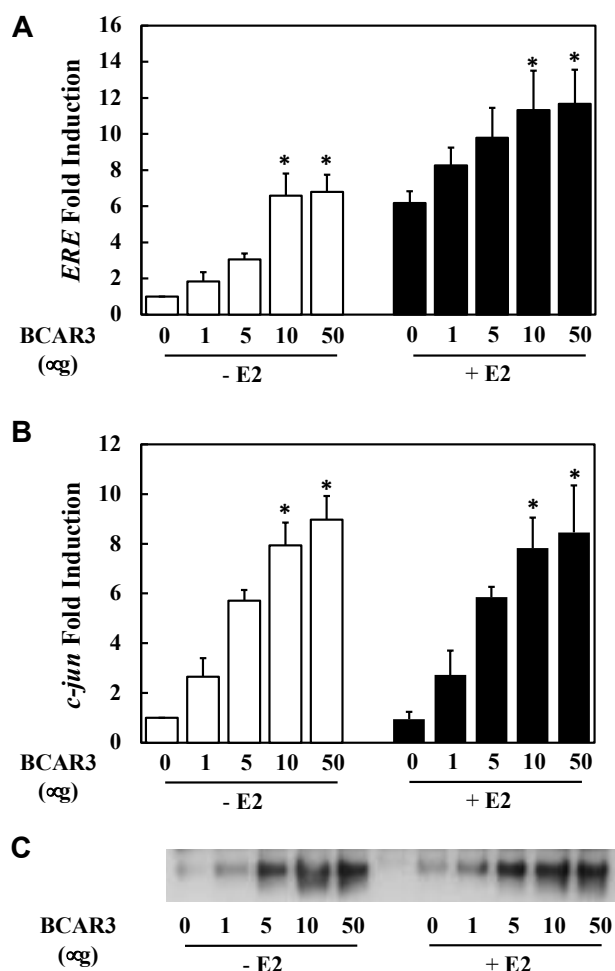 A
ERE Fold Induction
16
14
12
10
8
6
4
2
0
* * * *
BCAR3 0 1 5 10 50 0 1 5 10 50
(∝g) - E2 + E2
B
c-jun Fold Induction
12
10
8
6
4
2
0
* * * *
BCAR3 0 1 5 10 50 0 1 5 10 50
(∝g) - E2 + E2
C
BCAR3 0 1 5 10 50 0 1 5 10 50
(∝g) - E2 + E2